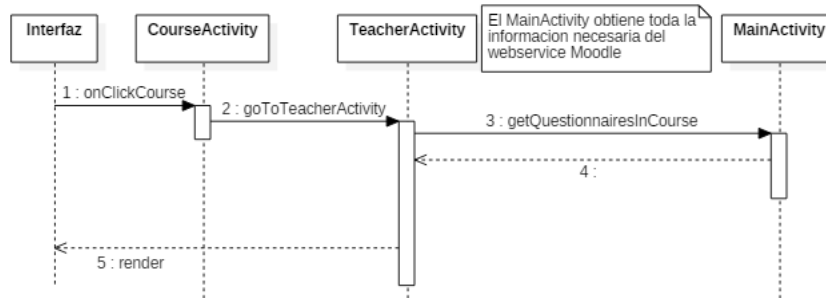 Interfaz
CourseActivity
TeacherActivity
El MainActivity obtiene toda la
informacion necesaria del
webservice Moodle
MainActivity
1 : onClickCourse
2 : goToTeacherActivity
3 : getQuestionnairesInCourse
4 :
5 : render